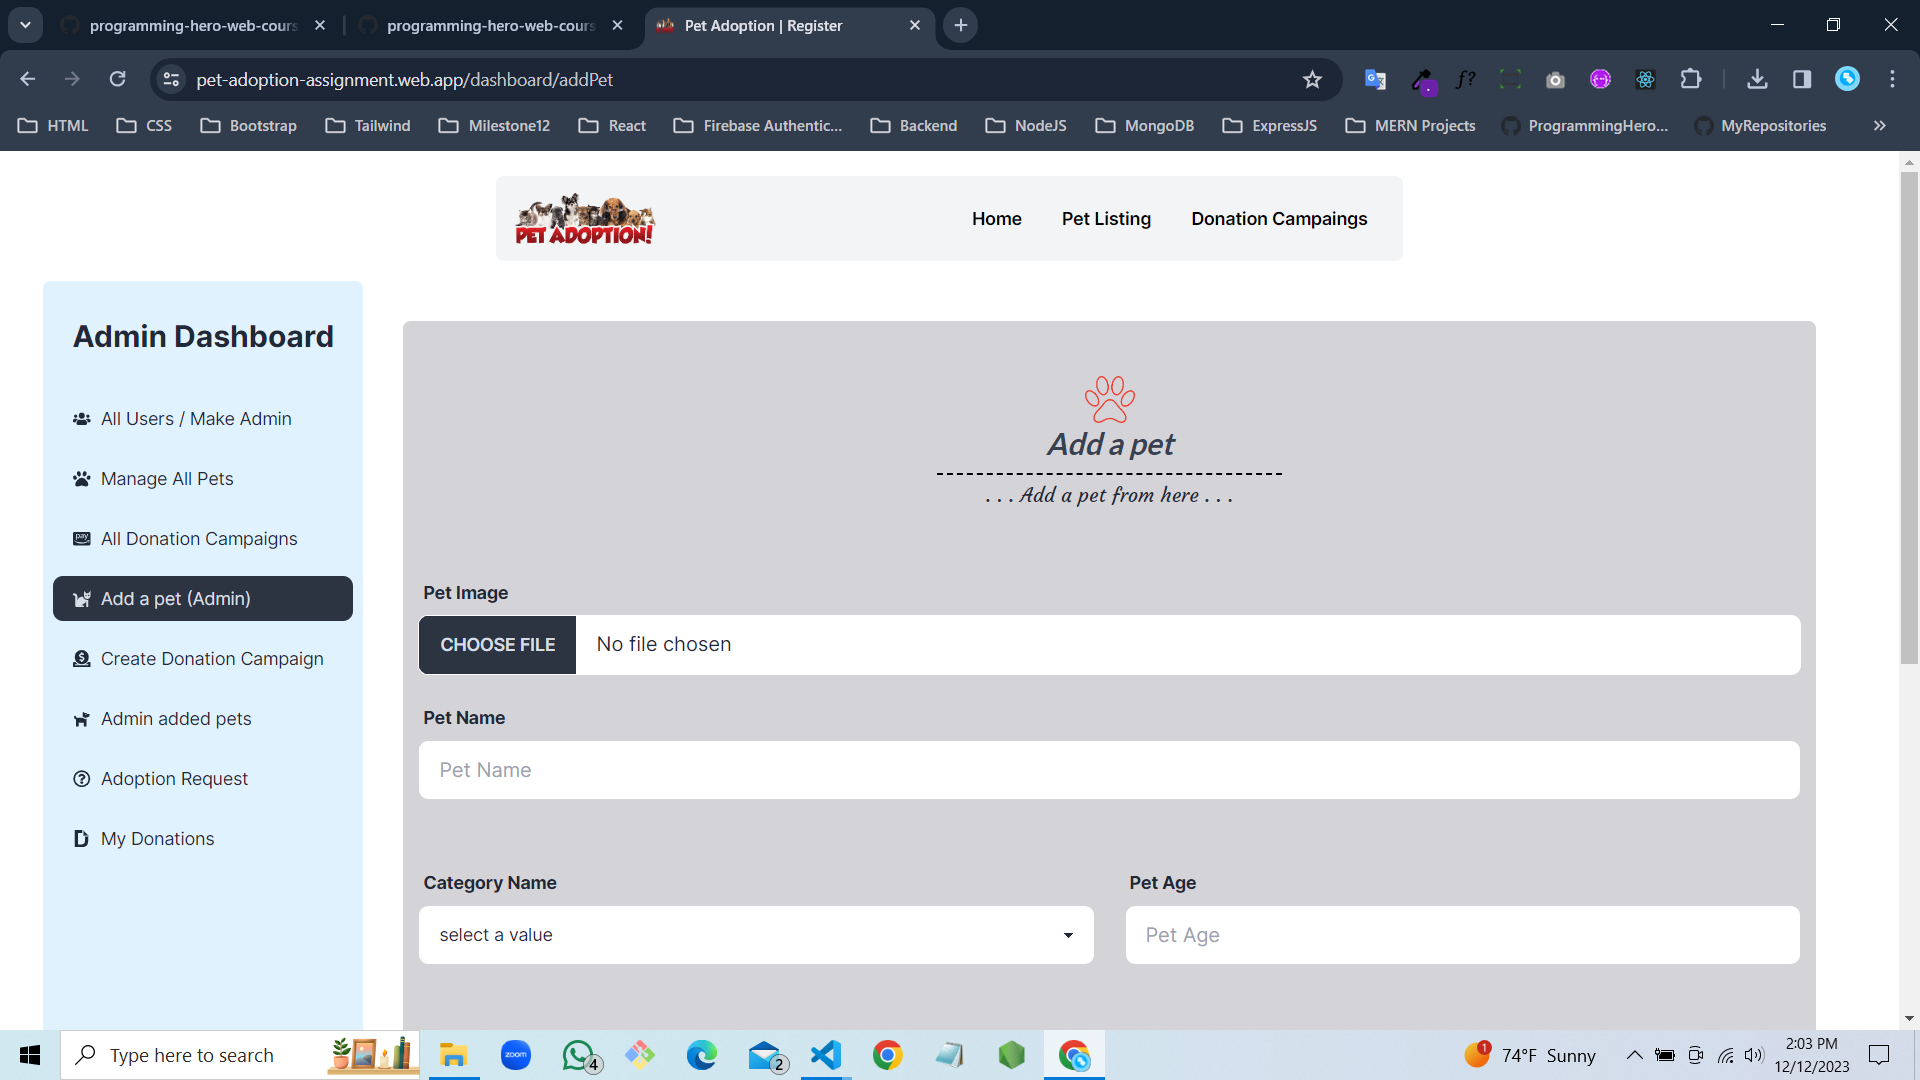 programming-hero-web-cours
programming-hero-web-cours
Pet Adoption | Register
pet-adoption-assignment.web.app/dashboard/addPet
HTML
CSS
Bootstrap
Tailwind
Milestone12
React
Firebase Authentic...
Backend
NodeJS
MongoDB
ExpressJS
MERN Projects
ProgrammingHero...
MyRepositories
PET ADOPTION!
Home
Pet Listing
Donation Campaings
Admin Dashboard
All Users / Make Admin
Manage All Pets
All Donation Campaigns
Add a pet (Admin)
Create Donation Campaign
Admin added pets
Adoption Request
My Donations
Add a pet
. . . Add a pet from here . . .
Pet Image
CHOOSE FILE
No file chosen
Pet Name
Pet Name
Category Name
Pet Age
select a value
Pet Age
Type here to search
zoom
4
2
1
74°F Sunny
2:03 PM
12/12/2023